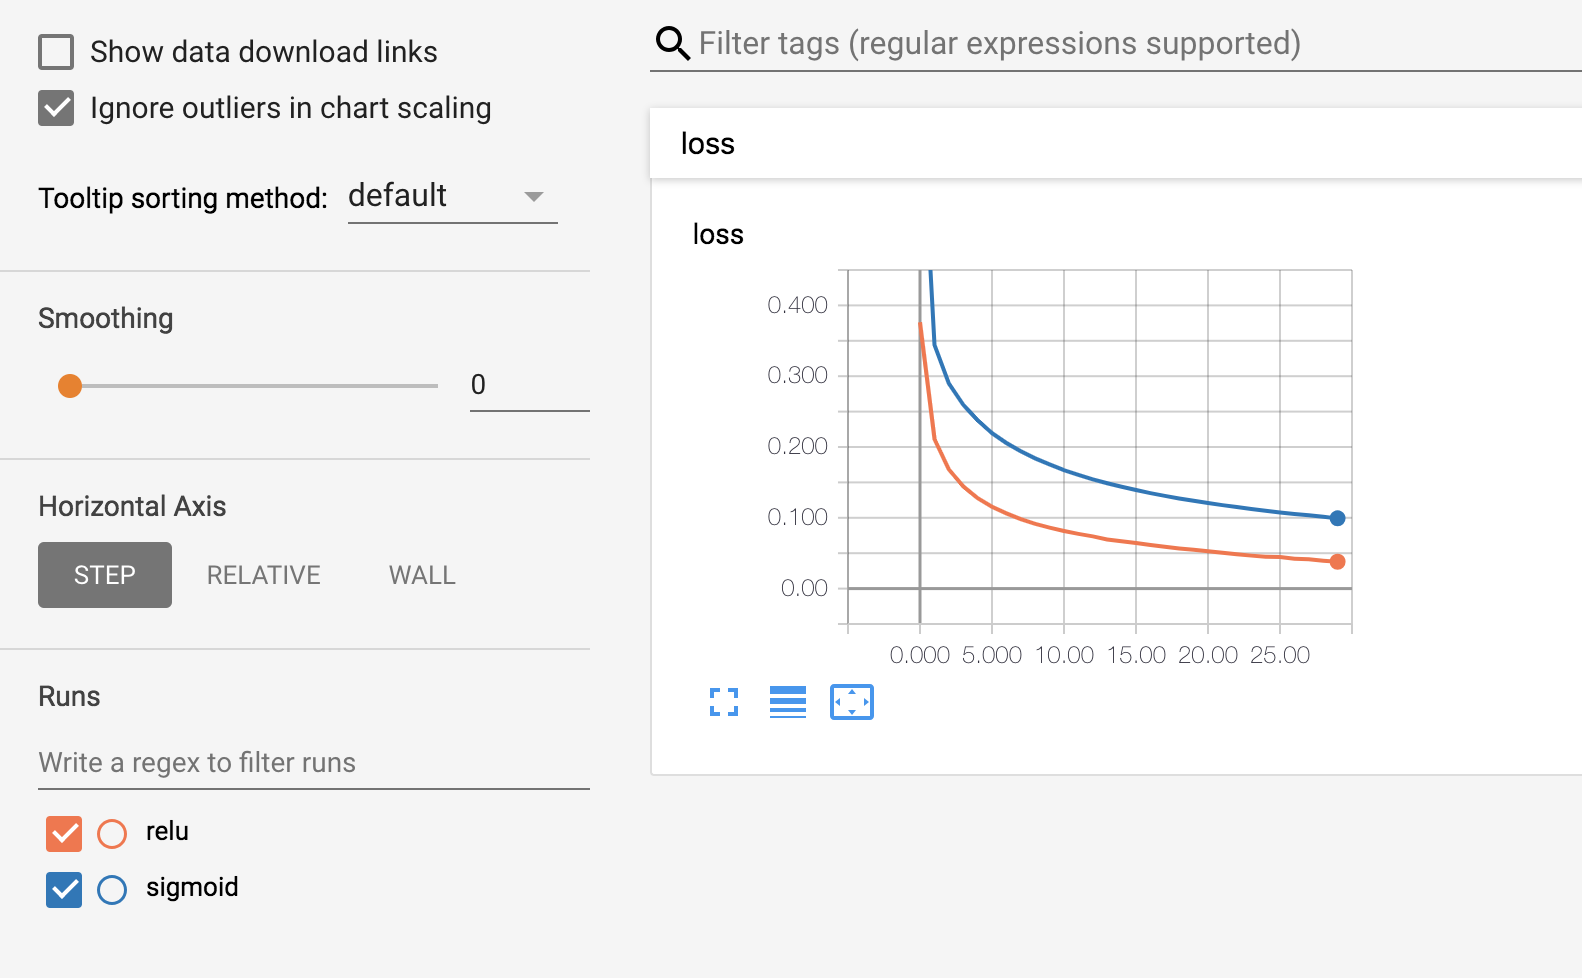 Show data download links
Ignore outliers in chart scaling
Tooltip sorting method: default
Smoothing
0
Horizontal Axis
STEP RELATIVE WALL
Runs
Write a regex to filter runs
relu
sigmoid
Filter tags (regular expressions supported)
loss
loss
0.400
0.300
0.200
0.100
0.00
0.000 5.000 10.00 15.00 20.00 25.00